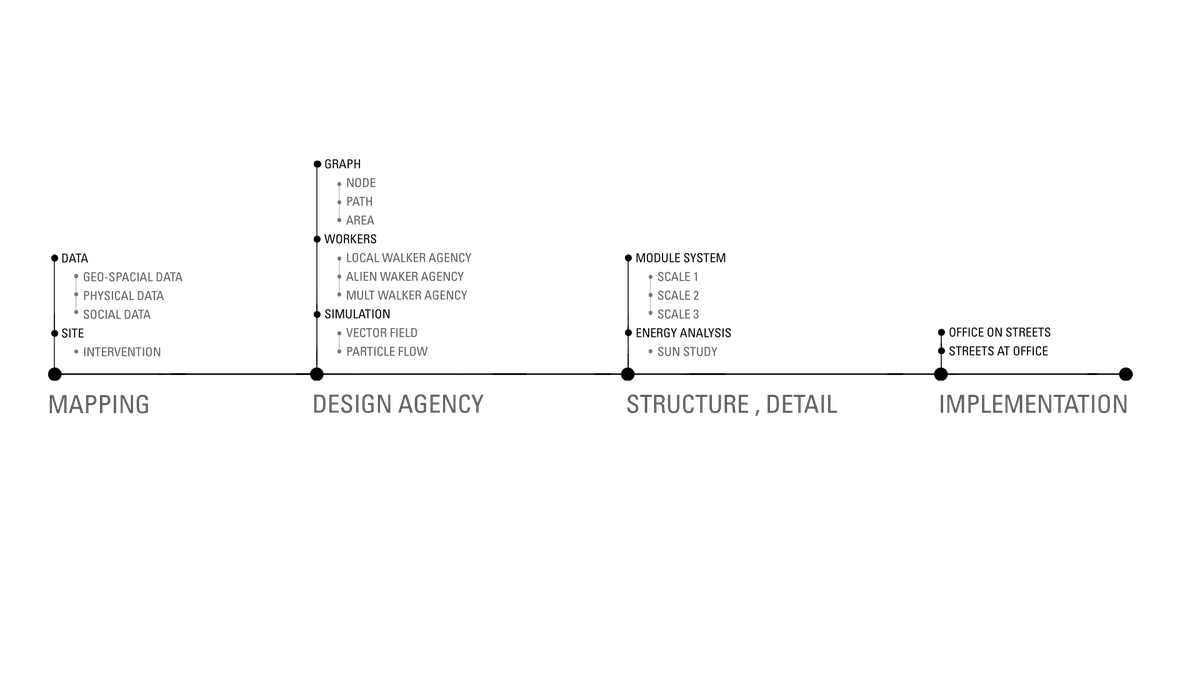 DATA
GEO-SPACIAL DATA
PHYSICAL DATA
SOCIAL DATA
SITE
INTERVENTION
MAPPING
GRAPH
NODE
PATH
AREA
WORKERS
LOCAL WALKER AGENCY
ALIEN WAKER AGENCY
MULT WALKER AGENCY
SIMULATION
VECTOR FIELD
PARTICLE FLOW
DESIGN AGENCY
MODULE SYSTEM
SCALE 1
SCALE 2
SCALE 3
ENERGY ANALYSIS
SUN STUDY
STRUCTURE , DETAIL
OFFICE ON STREETS
STREETS AT OFFICE
IMPLEMENTATION